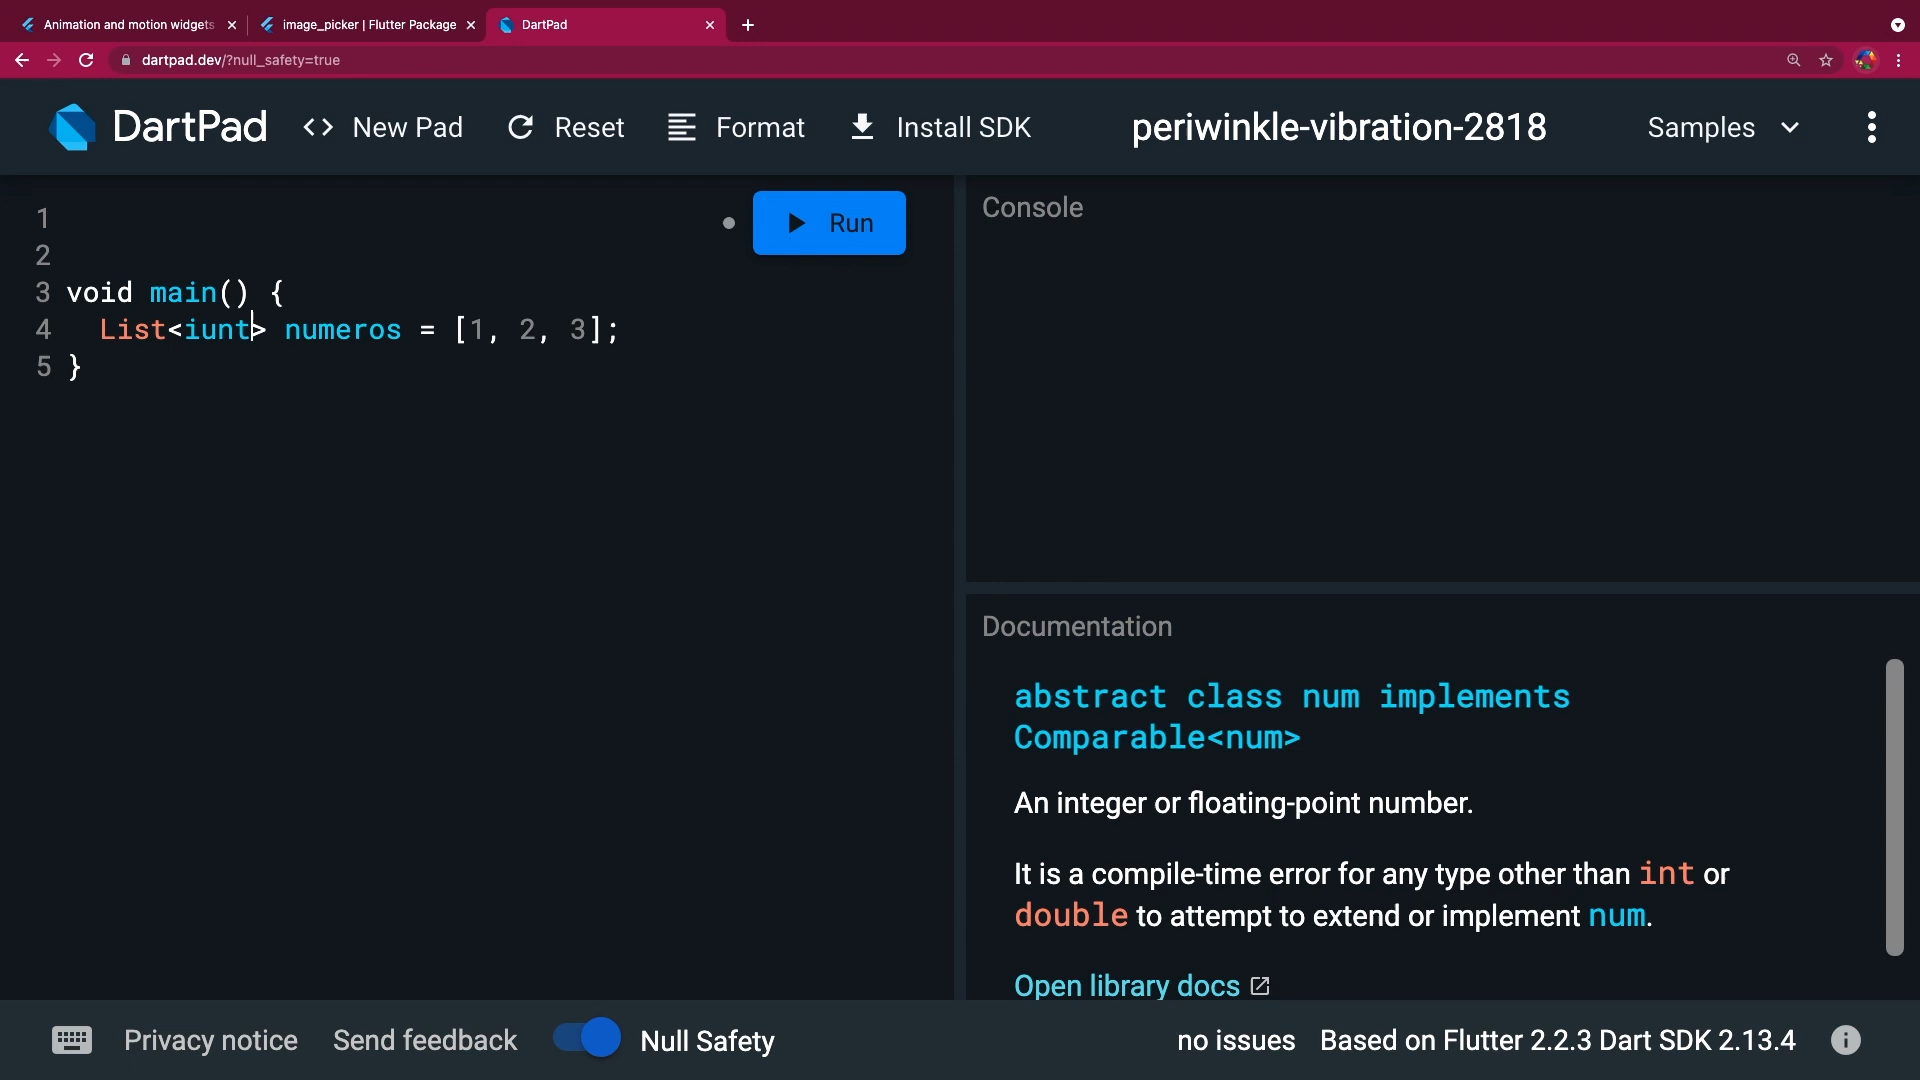 Animation and motion widgets
image_picker | Flutter Package
DartPad
dartpad.dev/?null_safety=true
DartPad
<> New Pad
Reset
Format
Install SDK
periwinkle-vibration-2818
Samples
1
2
3 void main() {
4 List<iunt> numeros = [1, 2, 3];
5 }
Run
Console
Documentation
abstract class num implements
Comparable<num>
An integer or floating-point number.
It is a compile-time error for any type other than int or
double to attempt to extend or implement num.
Open library docs
Privacy notice
Send feedback
Null Safety
no issues
Based on Flutter 2.2.3 Dart SDK 2.13.4